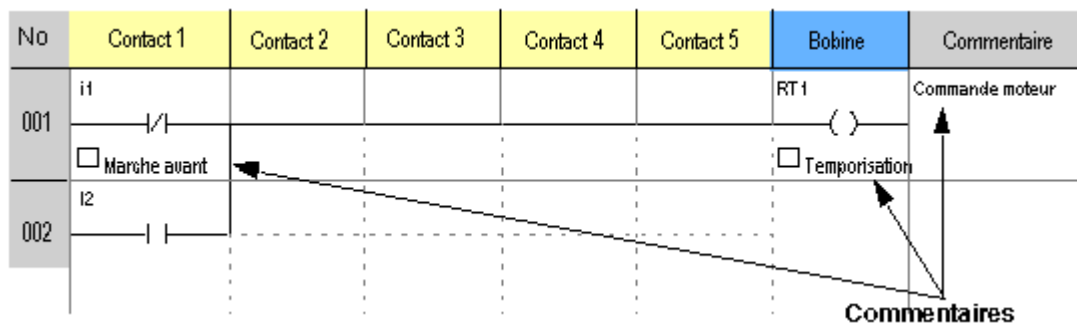 No Contact 1 Contact 2 Contact 3 Contact 4 Contact 5 Bobine Commentaire
i1 RT1 Commande moteur
001
Marche avant Temporisation
I2
002
Commentaires